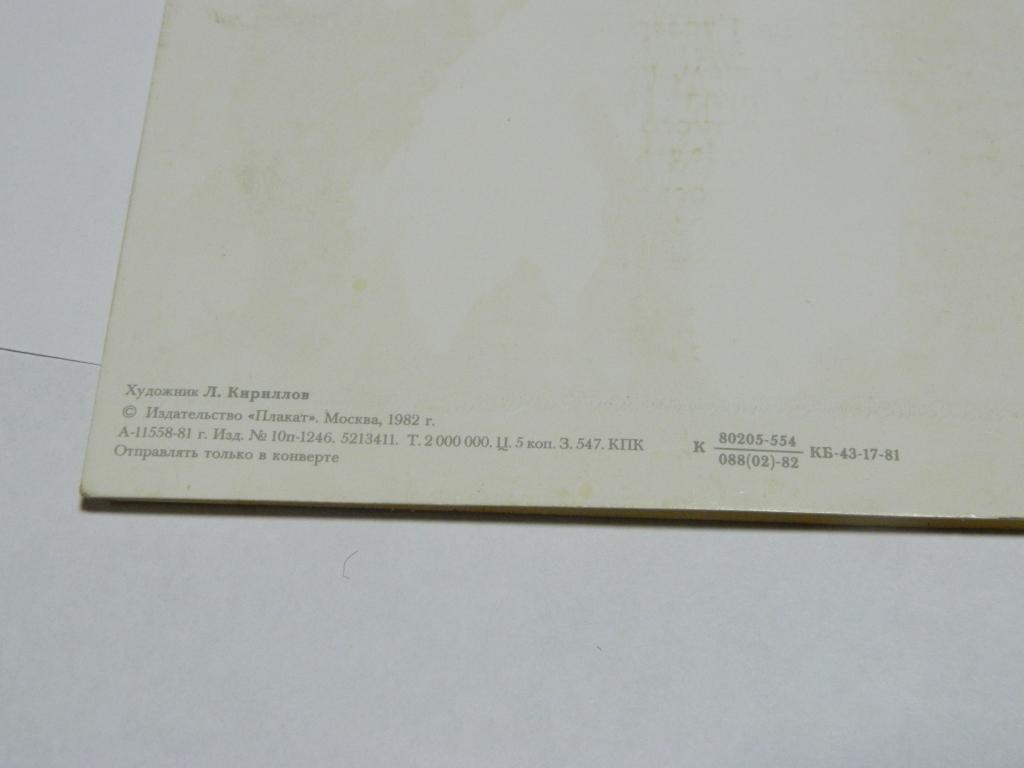 Художник Л. Кириллов
© Издательство «Плакат». Москва, 1982 г.
А-11558-81 г. Изд. № 10п-1246. 5213411. Т. 2 000 000. Ц. 5 коп. З. 547. КПК
Отправлять только в конверте
К 80205-554 КБ-43-17-81
088(02)-82